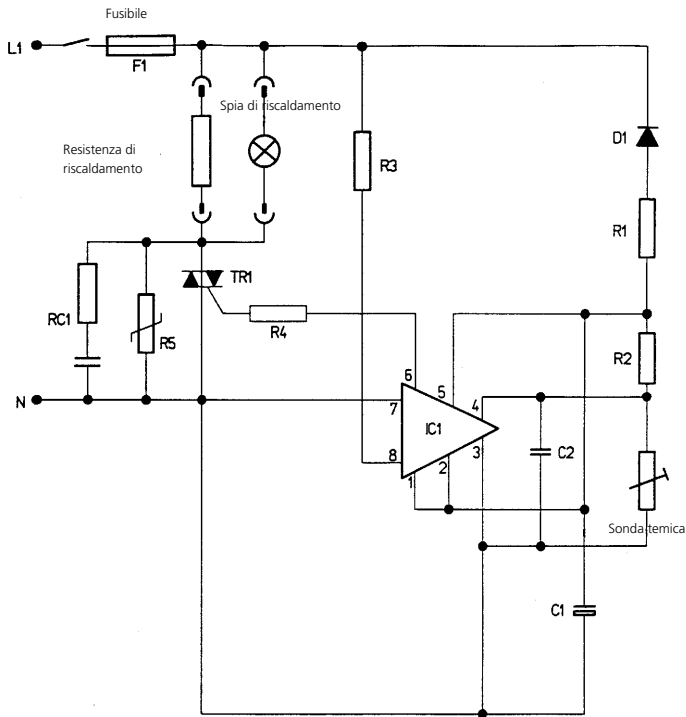 Fusibile
L1
F1
Spia di riscaldamento
Resistenza di
riscaldamento
R3
D1
R1
RC1
R5
TR1
R4
R2
N
6
5
4
7
IC1
8
1
2
3
C2
Sonda temica
C1